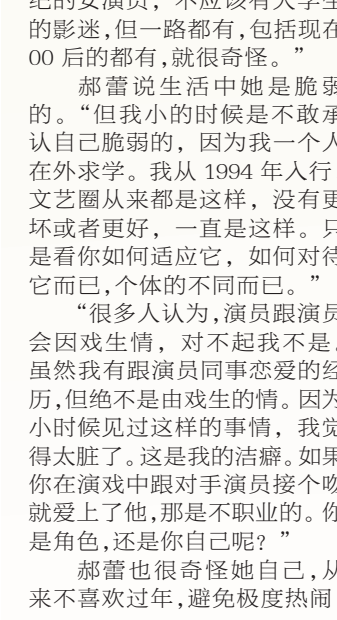 纪的女演员，不应该有大学生
的影迷,但一路都有,包括现在
00 后的都有,就很奇怪。”
郝蕾说生活中她是脆弱
的。“但我小的时候是不敢承
认自己脆弱的，因为我一个人
在外求学。我从 1994 年入行，
文艺圈从来都是这样，没有更
坏或者更好，一直是这样。只
是看你如何适应它，如何对待
它而已,个体的不同而已。”
“很多人认为,演员跟演员
会因戏生情，对不起我不是。
虽然我有跟演员同事恋爱的经
历,但绝不是由戏生的情。因为
小时候见过这样的事情，我觉
得太脏了。这是我的洁癖。如果
你在演戏中跟对手演员接个吻
就爱上了他,那是不职业的。你
是角色,还是你自己呢？”
郝蕾也很奇怪她自己,从
来不喜欢过年,避免极度热闹